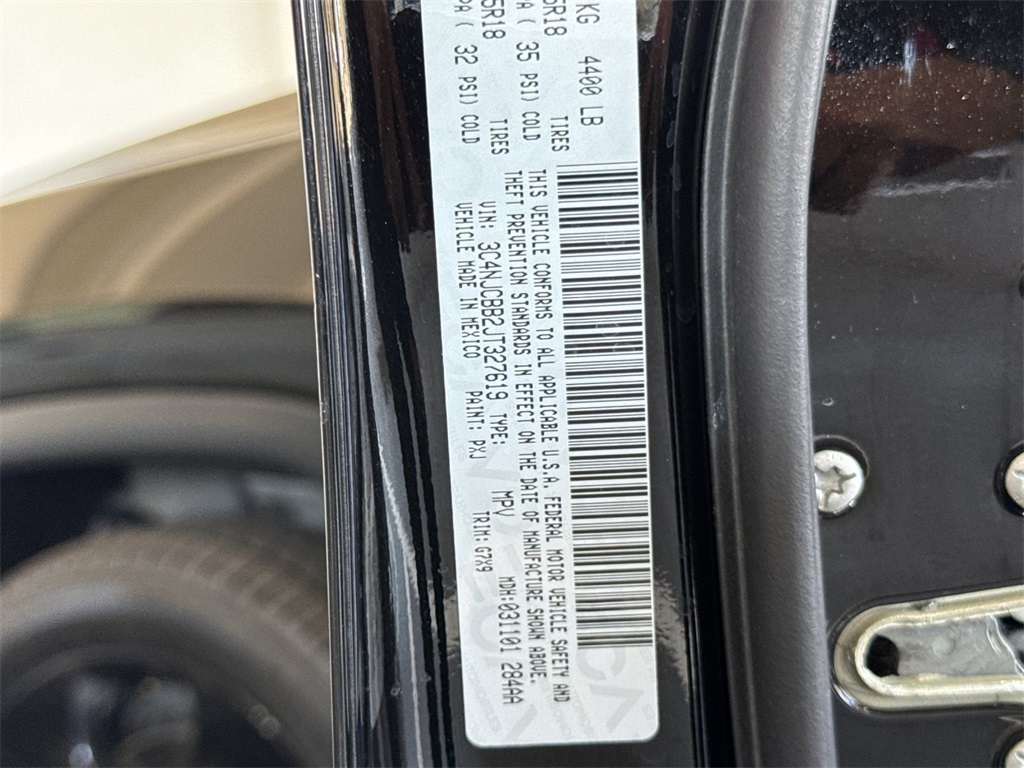 KG 4400 LB
5R18 TIRES
PA ( 35 PSI) COLD
5R18 TIRES
PA ( 32 PSI) COLD
THIS VEHICLE CONFORMS TO ALL APPLICABLE U.S.A. FEDERAL MOTOR VEHICLE SAFETY AND
THEFT PREVENTION STANDARDS IN EFFECT ON THE DATE OF MANUFACTURE SHOWN ABOVE.
VIN: 3C4NJCBB2JT327619 TYPE: MPV MDH:031101 284AA
VEHICLE MADE IN MEXICO PAINT: PXJ TRIM: G7X9